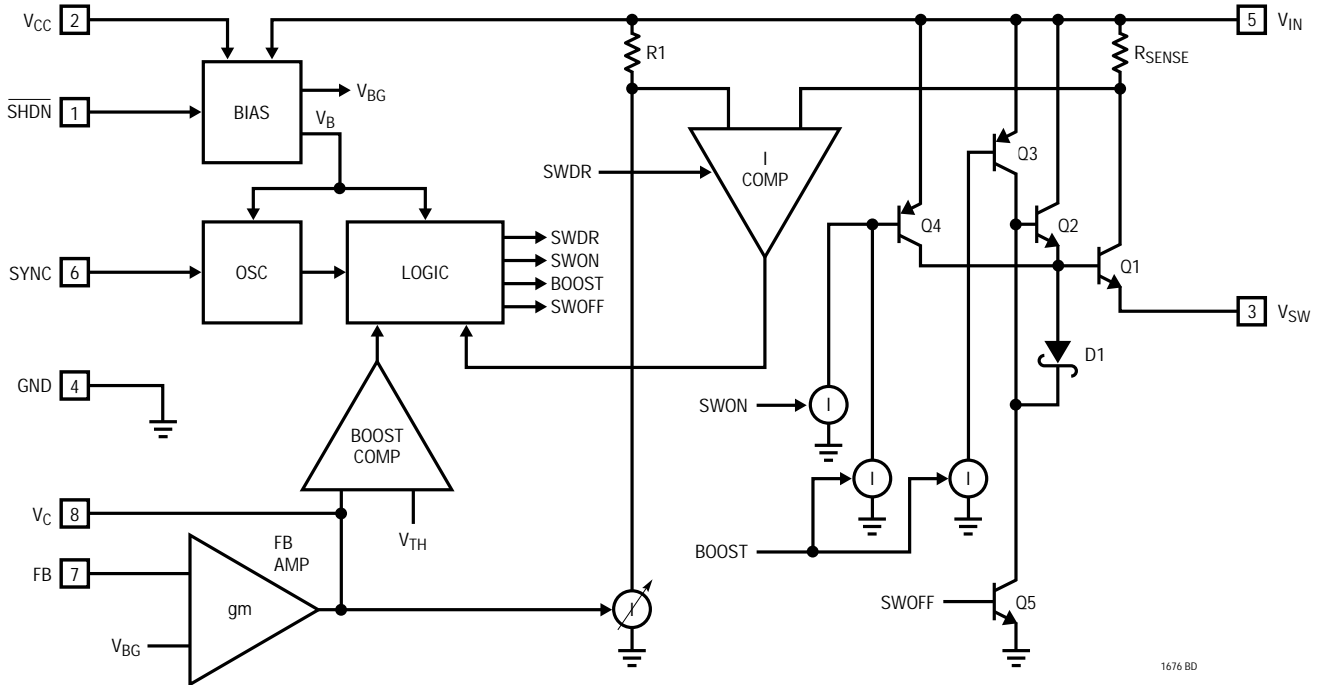 VCC 2
5 VIN
R1
RSENSE
SHDN 1
BIAS
VBG
VB
I
COMP
SWDR
Q3
Q4
Q2
Q1
SYNC 6
OSC
LOGIC
SWDR
SWON
BOOST
SWOFF
3 VSW
D1
GND 4
SWON
I
BOOST
COMP
I
I
VC 8
VTH
FB
AMP
BOOST
FB 7
gm
I
SWOFF
Q5
VBG
1676 BD